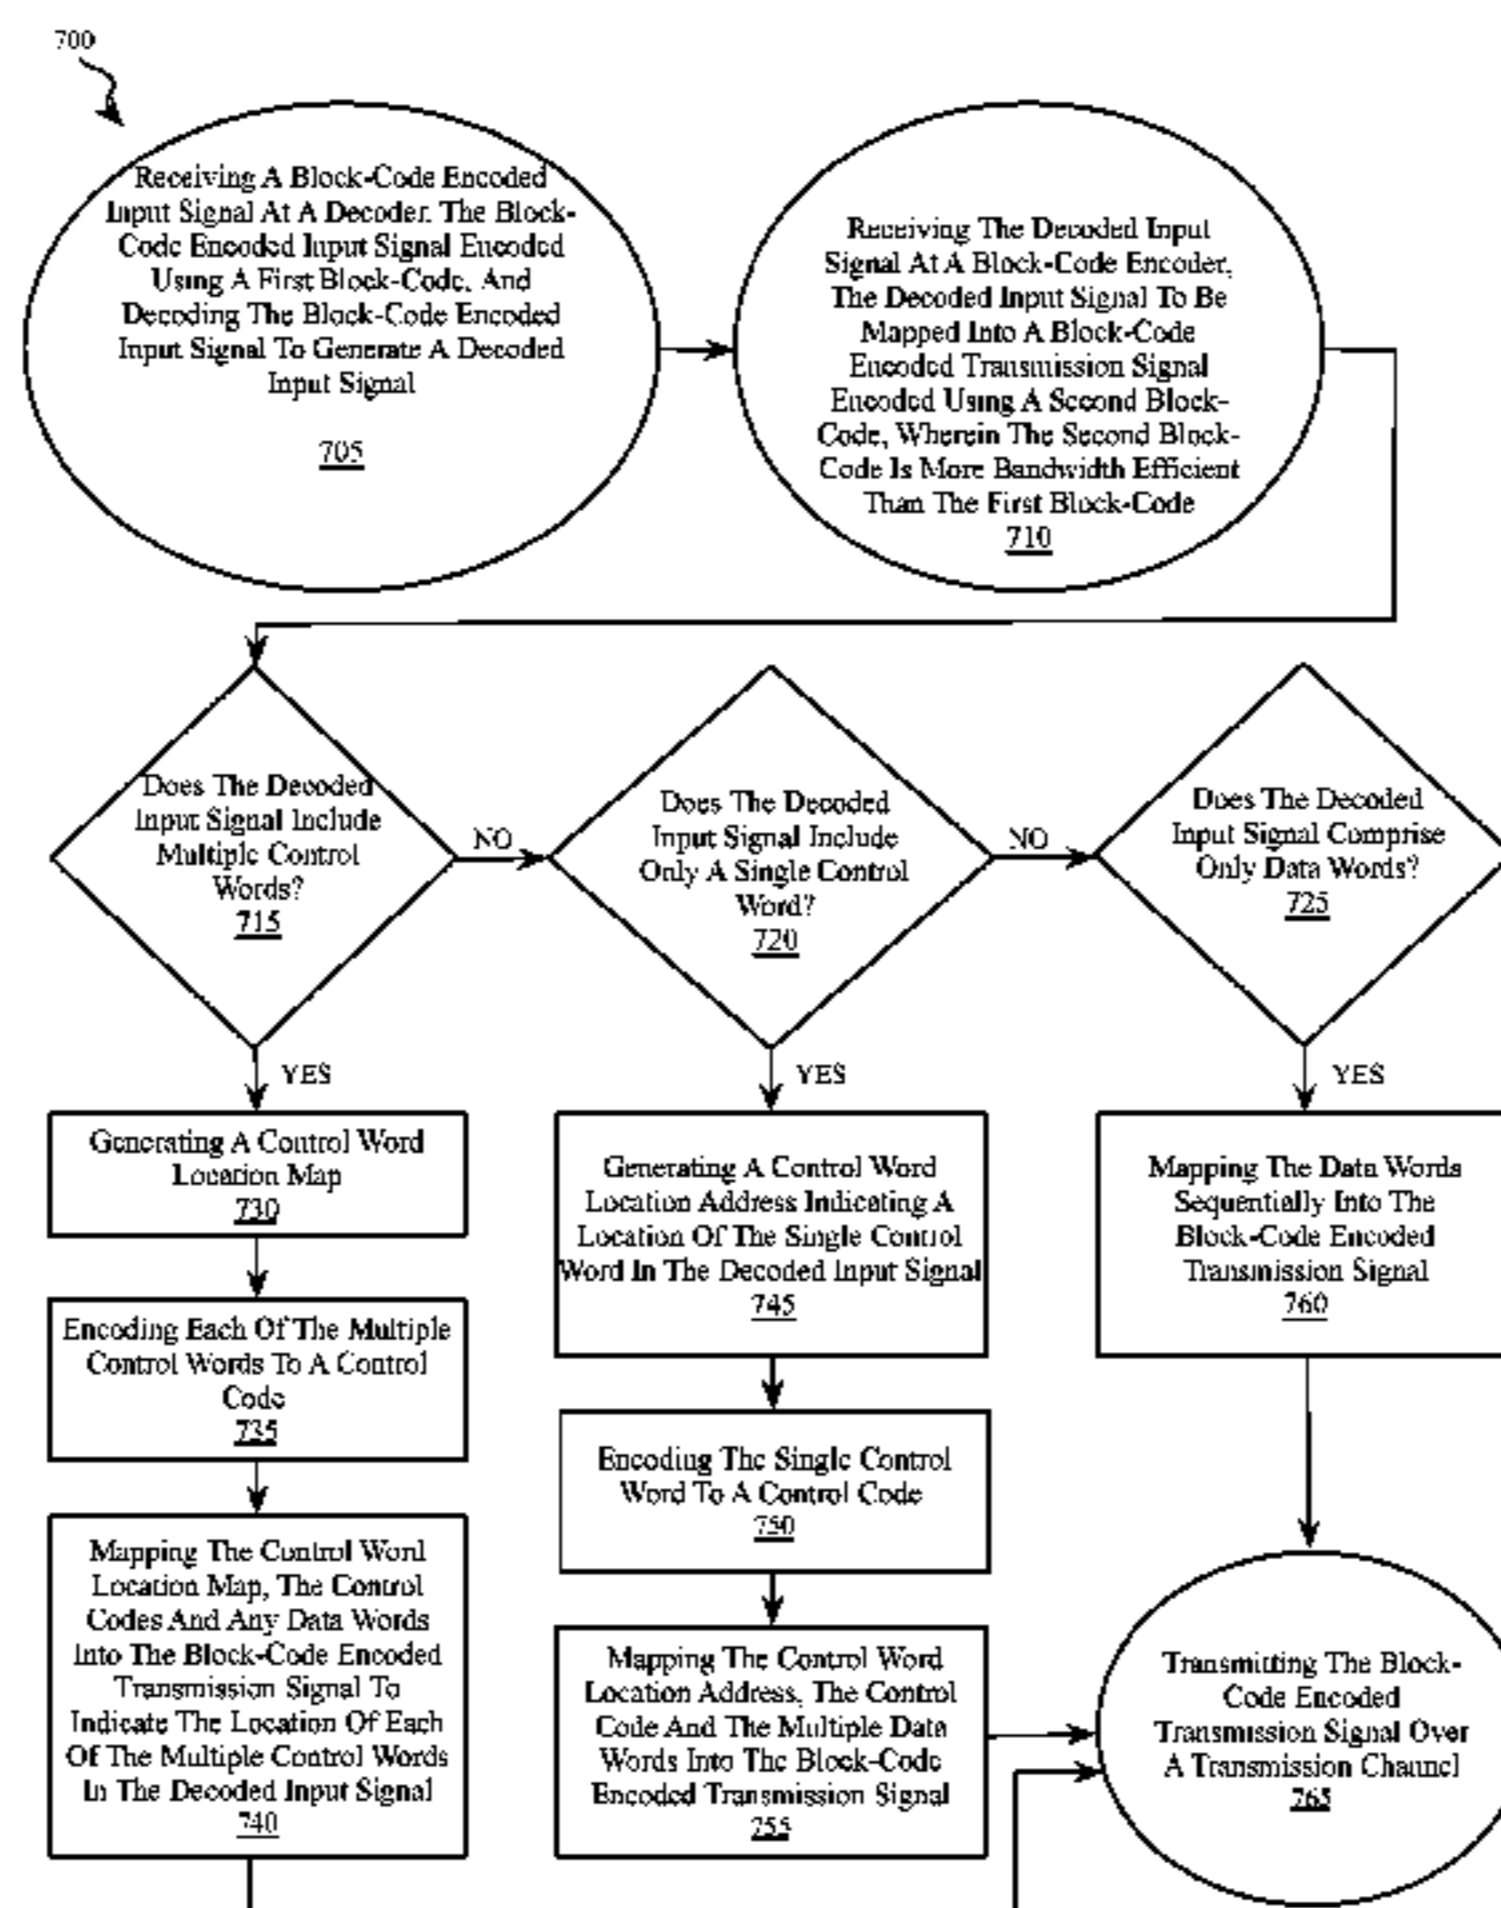 700
Receiving A Block-Code Encoded
Input Signal At A Decoder. The Block-
Code Encoded Input Signal Encoded
Using A First Block-Code. And
Decoding The Block-Code Encoded
Input Signal To Generate A Decoded
Input Signal
705
Receiving The Decoded Input
Signal At A Block-Code Encoder,
The Decoded Input Signal To Be
Mapped Into A Block-Code
Encoded Transmission Signal
Encoded Using A Second Block-
Code, Wherein The Second Block-
Code Is More Bandwidth Efficient
Than The First Block-Code
710
Does The Decoded
Input Signal Include
Multiple Control
Words?
715
NO
Does The Decoded
Input Signal Include
Only A Single Control
Word?
720
NO
Does The Decoded
Input Signal Comprise
Only Data Words?
725
YES
YES
YES
Generating A Control Word
Location Map
730
Encoding Each Of The Multiple
Control Words To A Control
Code
735
Mapping The Control Word
Location Map, The Control
Codes And Any Data Words
Into The Block-Code Encoded
Transmission Signal To
Indicate The Location Of Each
Of The Multiple Control Words
In The Decoded Input Signal
740
Generating A Control Word
Location Address Indicating A
Location Of The Single Control
Word In The Decoded Input Signal
745
Encoding The Single Control
Word To A Control Code
750
Mapping The Control Word
Location Address, The Control
Code And The Multiple Data
Words Into The Block-Code
Encoded Transmission Signal
755
Mapping The Data Words
Sequentially Into The
Block-Code Encoded
Transmission Signal
760
Transmitting The Block-
Code Encoded
Transmission Signal Over
A Transmission Channel
765